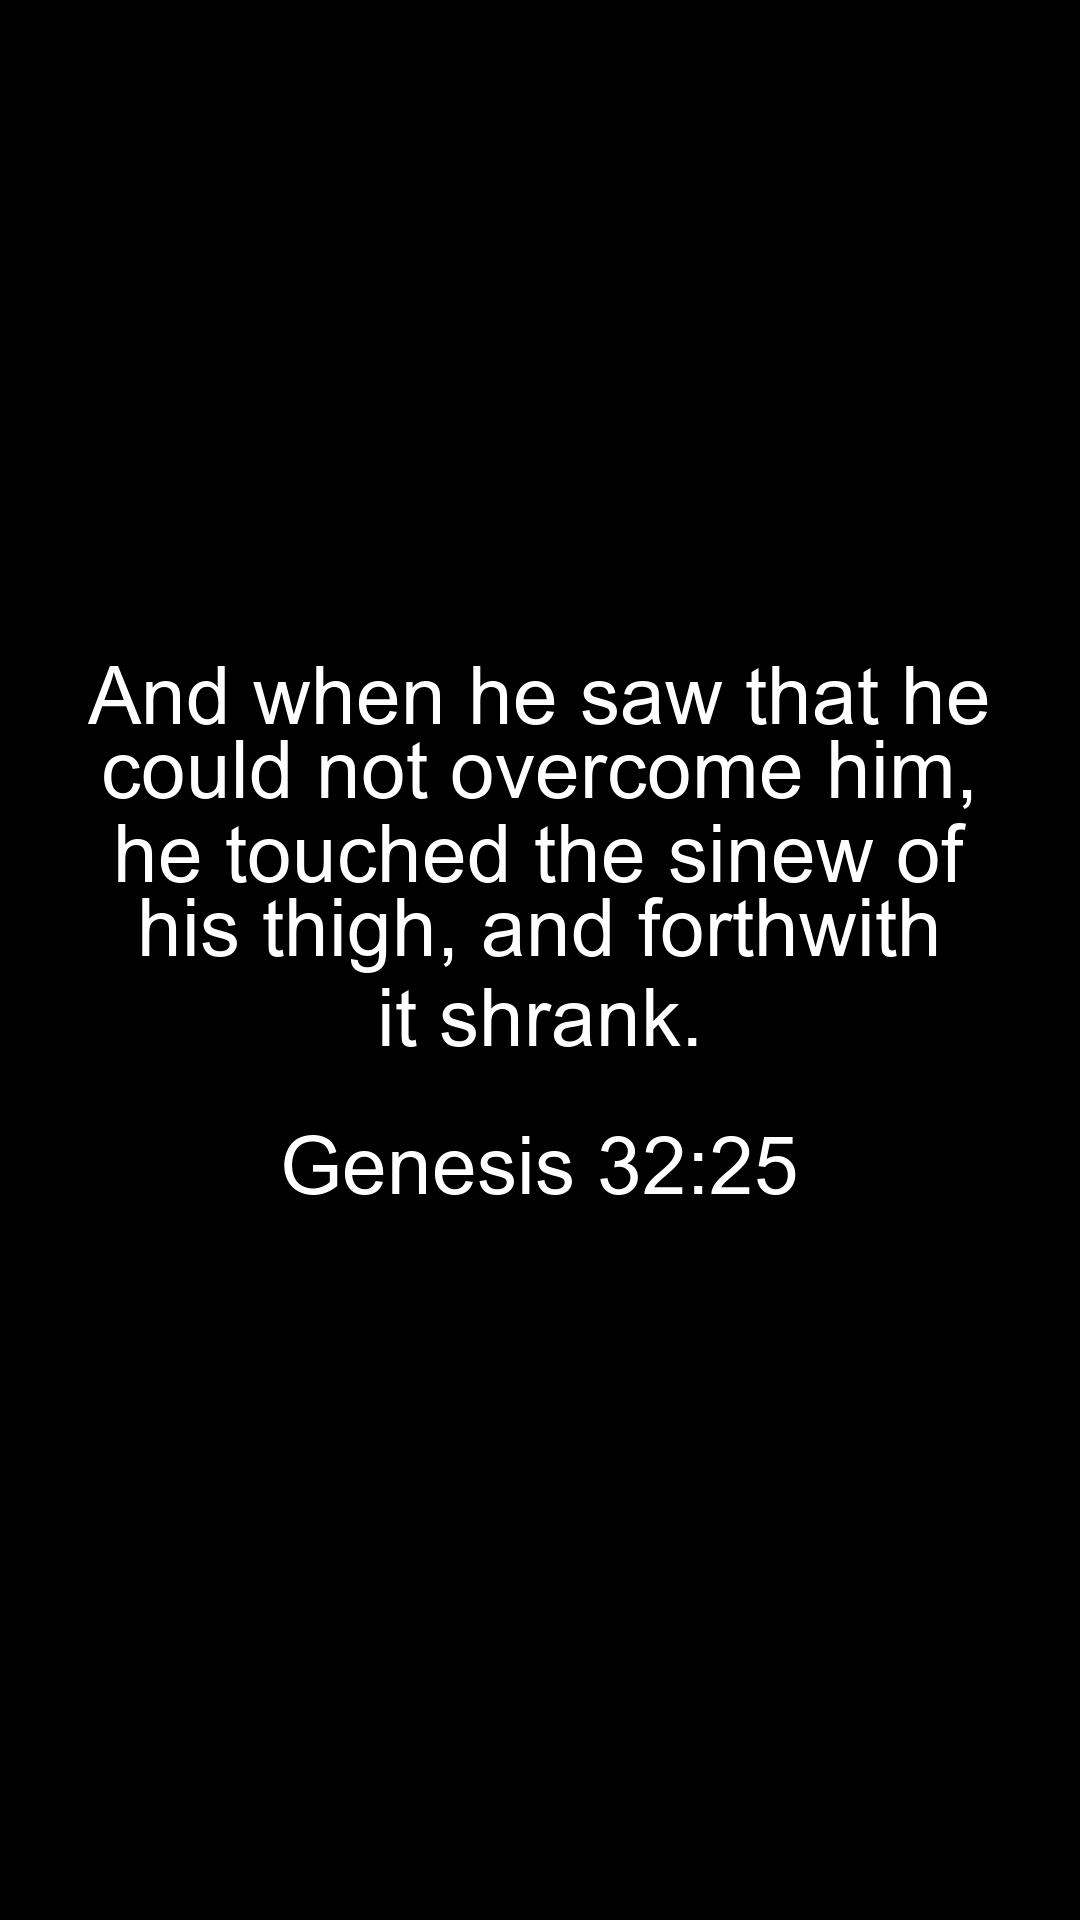 And when he saw that he
could not overcome him,
he touched the sinew of
his thigh, and forthwith
it shrank.
Genesis 32:25